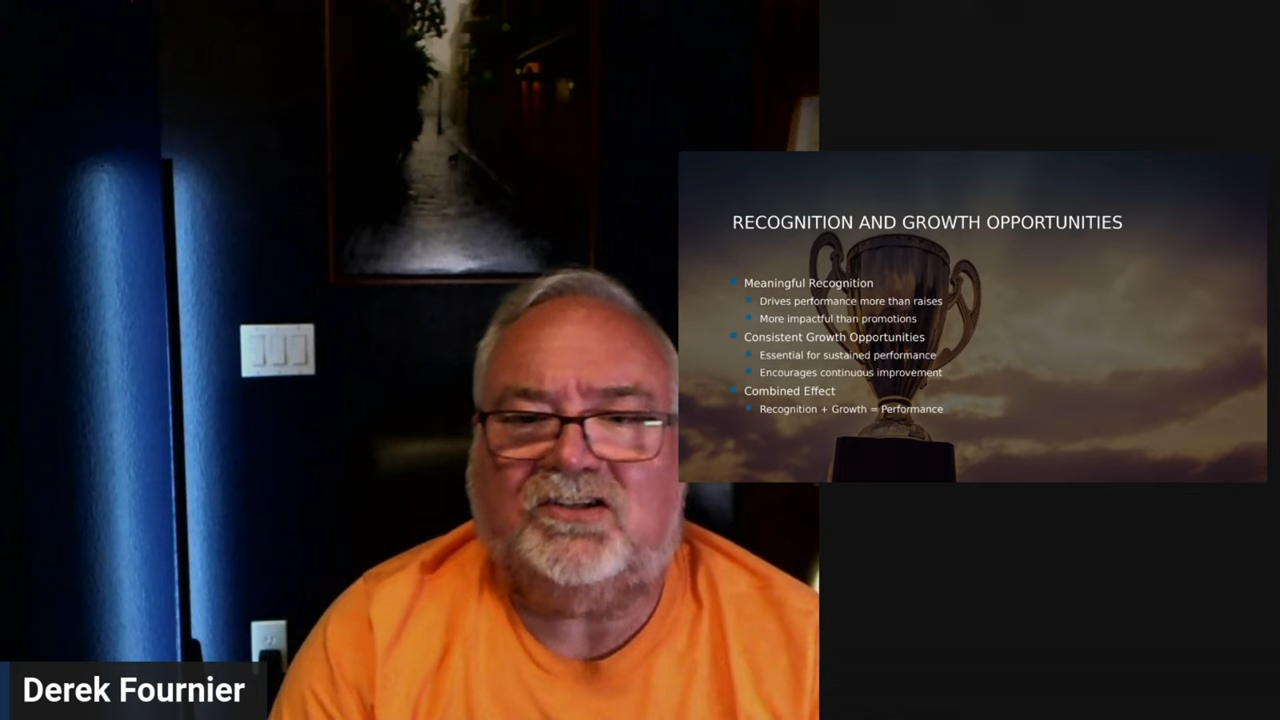 RECOGNITION AND GROWTH OPPORTUNITIES
Meaningful Recognition
Drives performance more than raises
More impactful than promotions
Consistent Growth Opportunities
Essential for sustained performance
Encourages continuous improvement
Combined Effect
Recognition + Growth = Performance
Derek Fournier